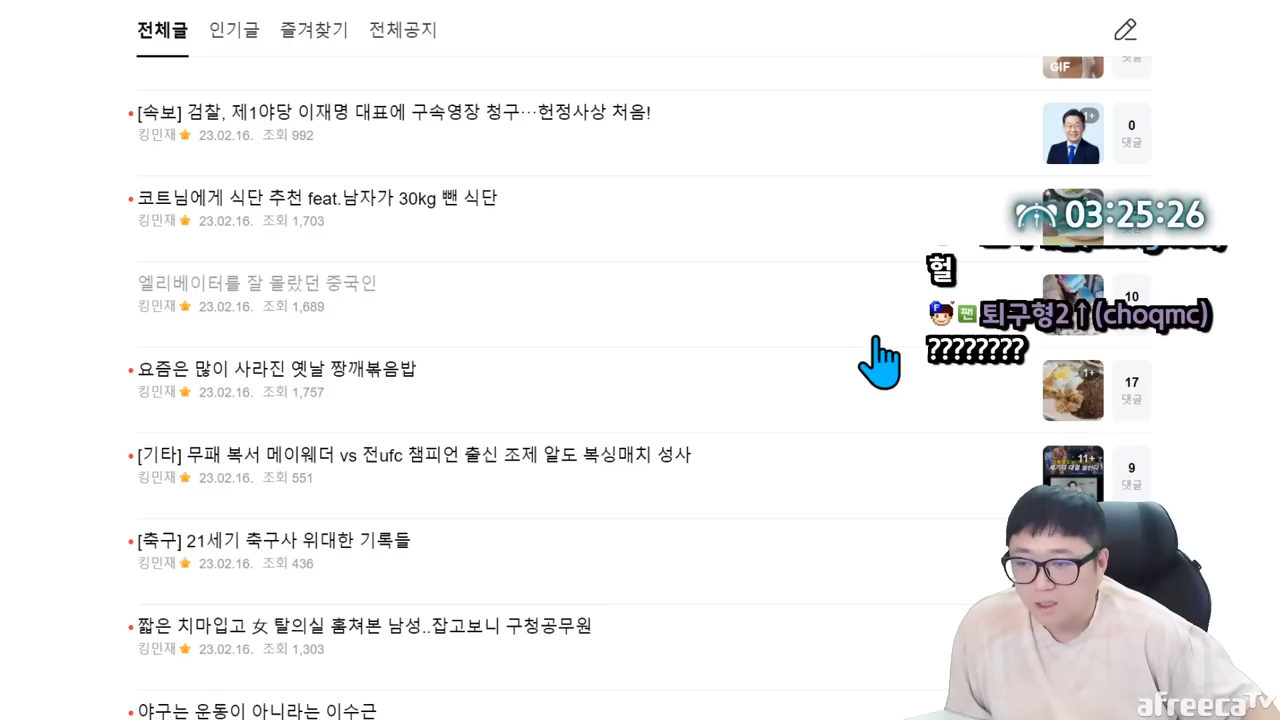 전체글 인기글 즐겨찾기 전체공지
GIF
댓글
[속보] 검찰, 제1야당 이재명 대표에 구속영장 청구…헌정사상 처음!
킹민재 23.02.16. 조회 992
1+
0
댓글
코트님에게 식단 추천 feat.남자가 30kg 뺀 식단
킹민재 23.02.16. 조회 1,703
03:25:26
헐
엘리베이터를 잘 몰랐던 중국인
킹민재 23.02.16. 조회 1,689
10
팬 퇴구형2↑(choqmc)
????????
요즘은 많이 사라진 옛날 짱깨볶음밥
킹민재 23.02.16. 조회 1,757
1+
17
댓글
[기타] 무패 복서 메이웨더 vs 전ufc 챔피언 출신 조제 알도 복싱매치 성사
킹민재 23.02.16. 조회 551
11+
9
댓글
[축구] 21세기 축구사 위대한 기록들
킹민재 23.02.16. 조회 436
짧은 치마입고 女 탈의실 훔쳐본 남성..잡고보니 구청공무원
킹민재 23.02.16. 조회 1,303
야구는 운동이 아니라는 이수근
afreecaTV